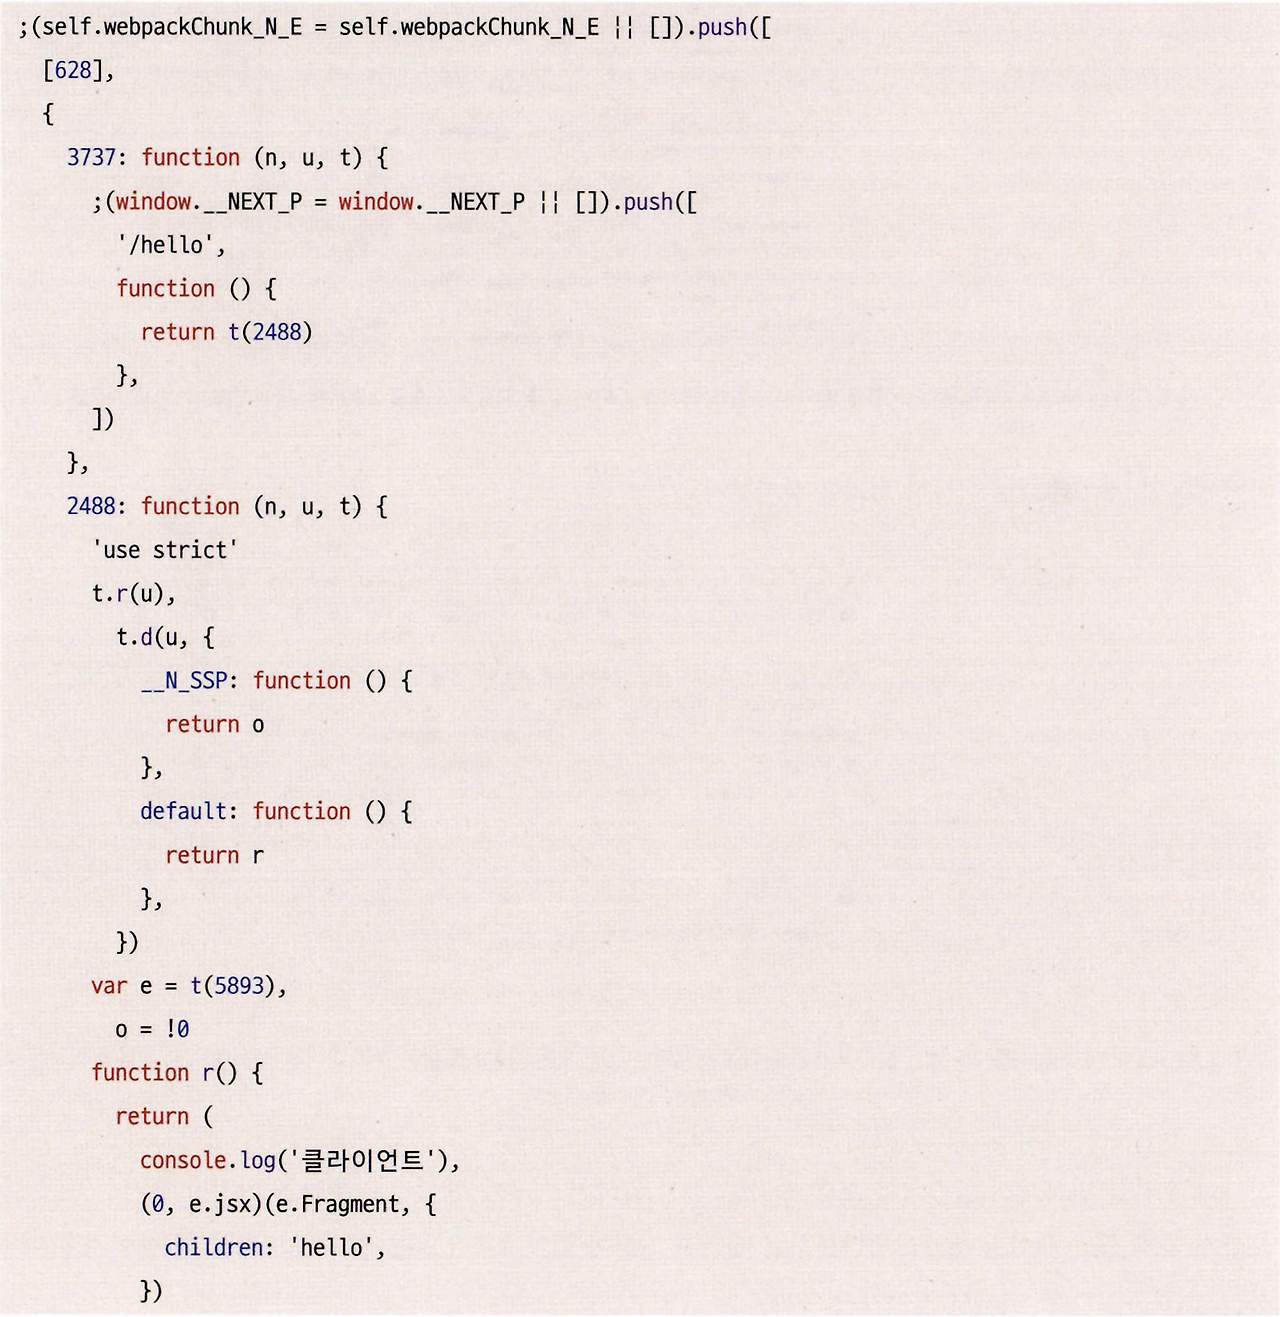 ;(self.webpackChunk_N_E = self.webpackChunk_N_E || []).push([
[628],
{
3737: function (n, u, t) {
;(window.__NEXT_P = window.__NEXT_P || []).push([
'/hello',
function () {
return t(2488)
},
])
},
2488: function (n, u, t) {
'use strict'
t.r(u),
t.d(u, {
__N_SSP: function () {
return o
},
default: function () {
return r
},
})
var e = t(5893),
o = !0
function r() {
return (
console.log('클라이언트'),
(0, e.jsx)(e.Fragment, {
children: 'hello',
})